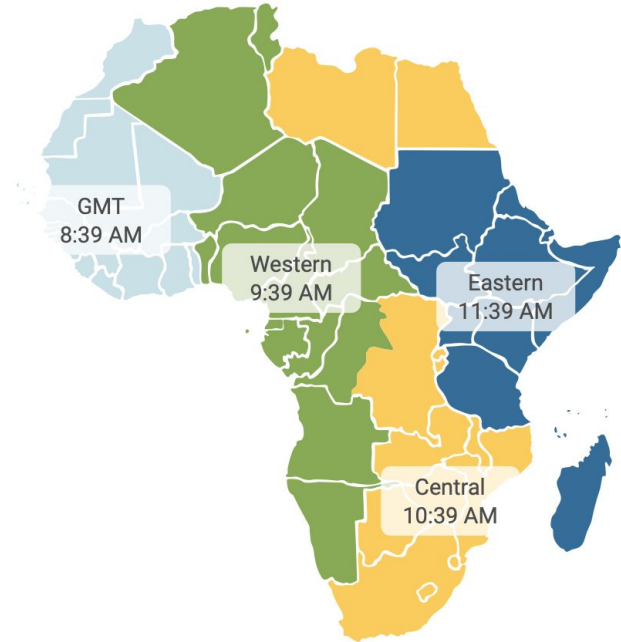 GMT
8:39 AM
Western
9:39 AM
Eastern
11:39 AM
Central
10:39 AM